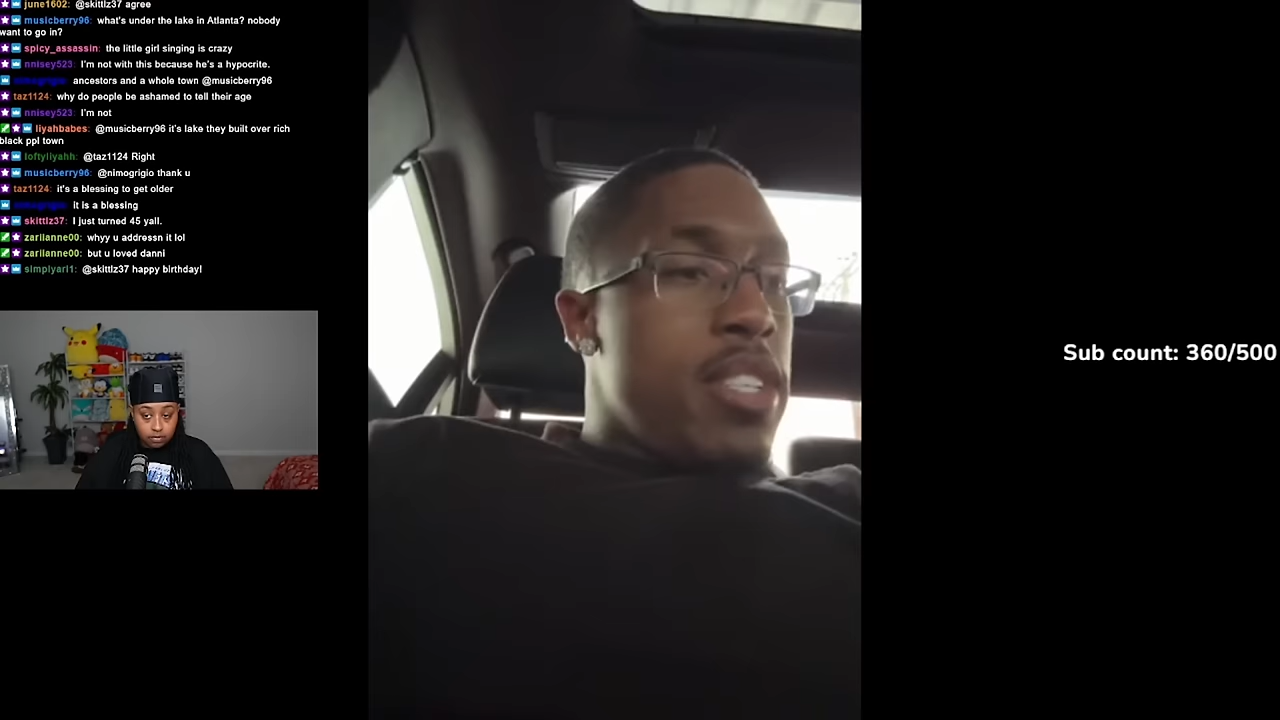 june1602: @skittlz37 agree
musicberry96: what's under the lake in Atlanta? nobody
want to go in?
spicy_assassin: the little girl singing is crazy
nnisey523: I'm not with this because he's a hypocrite.
nimogrigio: ancestors and a whole town @musicberry96
taz1124: why do people be ashamed to tell their age
nnisey523: I'm not
liyahbabes: @musicberry96 it's lake they built over rich
black ppl town
loftyliyahh: @taz1124 Right
musicberry96: @nimogrigio thank u
taz1124: it's a blessing to get older
nimogrigio: it is a blessing
skittlz37: I just turned 45 yall.
zariianne00: whyy u addressn it lol
zariianne00: but u loved danni
simplyari1: @skittlz37 happy birthday!
Sub count: 360/500